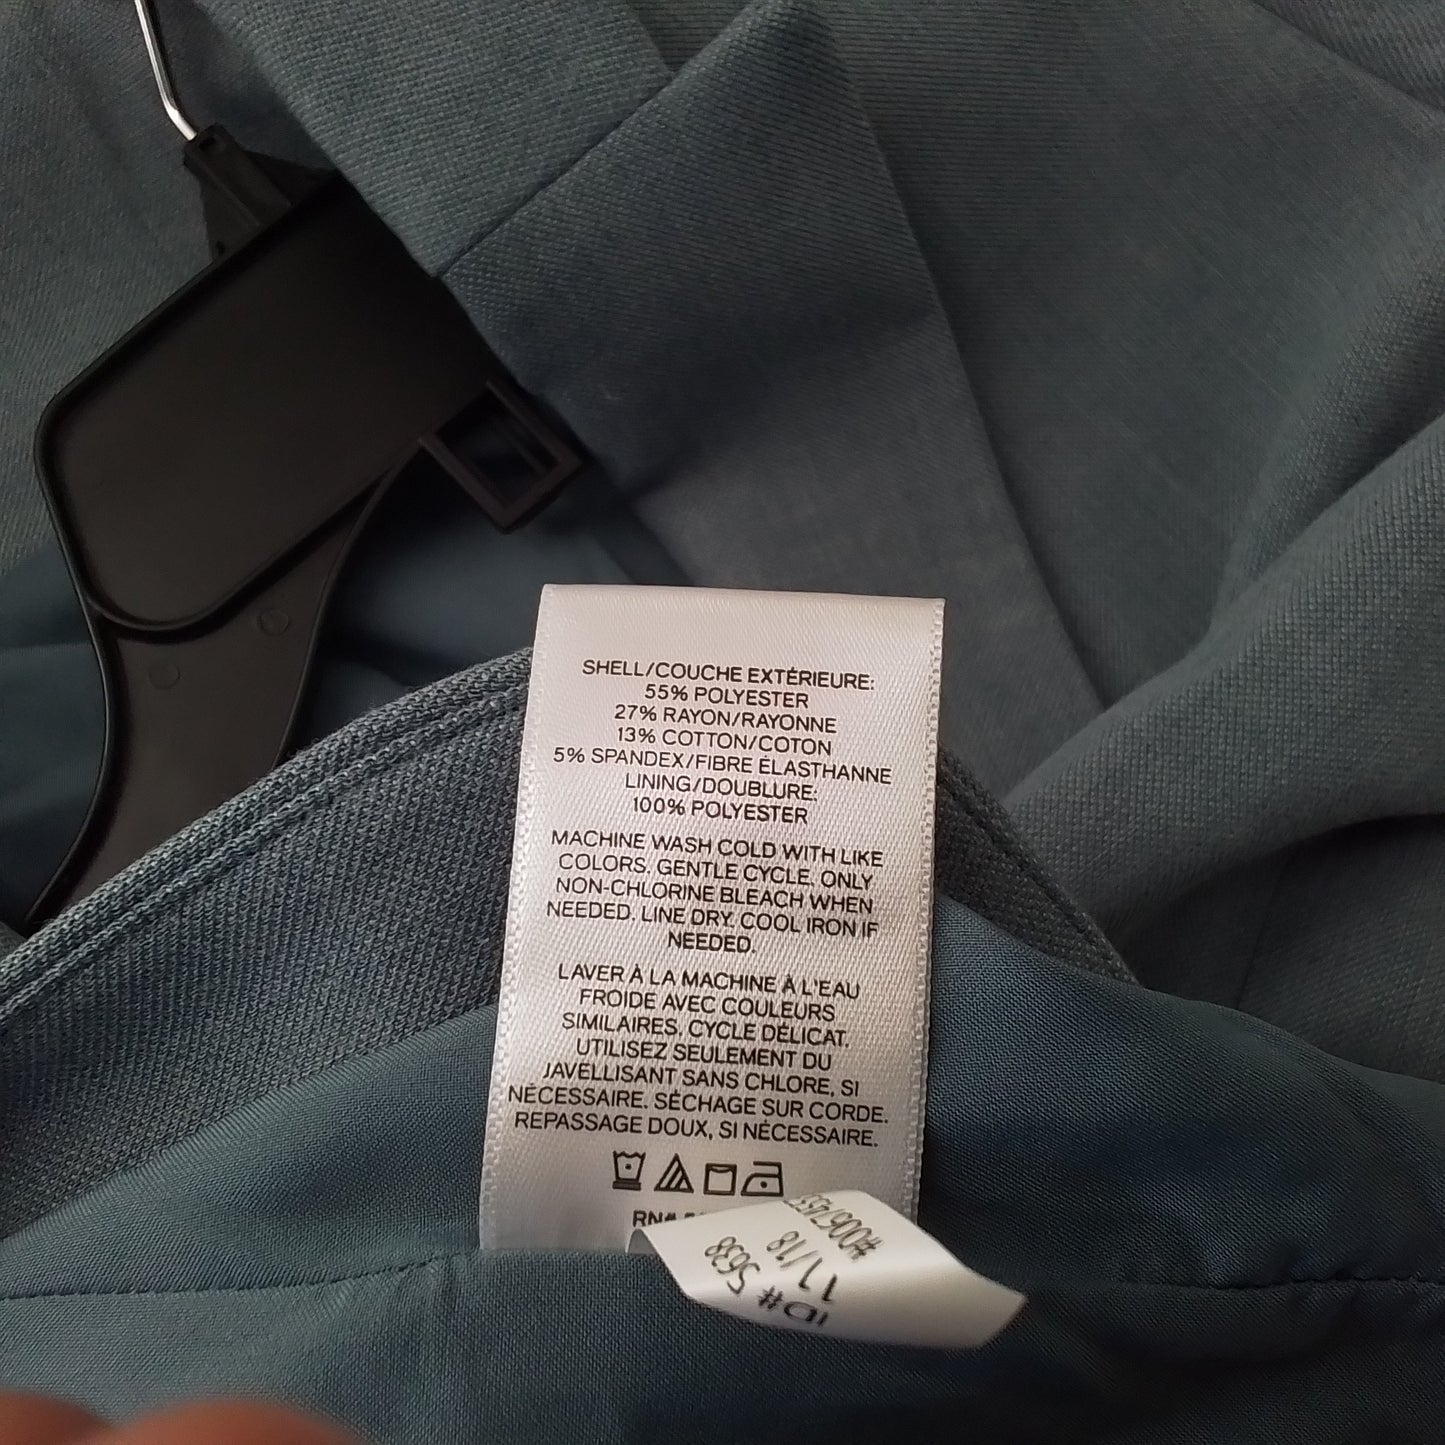 SHELL/COUCHE EXTÉRIEURE:
55% POLYESTER
27% RAYON/RAYONNE
13% COTTON/COTON
5% SPANDEX/FIBRE ÉLASTHANNE
LINING/DOUBLURE:
100% POLYESTER
MACHINE WASH COLD WITH LIKE
COLORS. GENTLE CYCLE. ONLY
NON-CHLORINE BLEACH WHEN
NEEDED. LINE DRY. COOL IRON IF
NEEDED.
LAVER À LA MACHINE À L'EAU
FROIDE AVEC COULEURS
SIMILAIRES. CYCLE DÉLICAT.
UTILISEZ SEULEMENT DU
JAVELLISANT SANS CHLORE, SI
NÉCESSAIRE. SÉCHAGE SUR CORDE.
REPASSAGE DOUX, SI NÉCESSAIRE.
RN#
ID# 5638
11/18